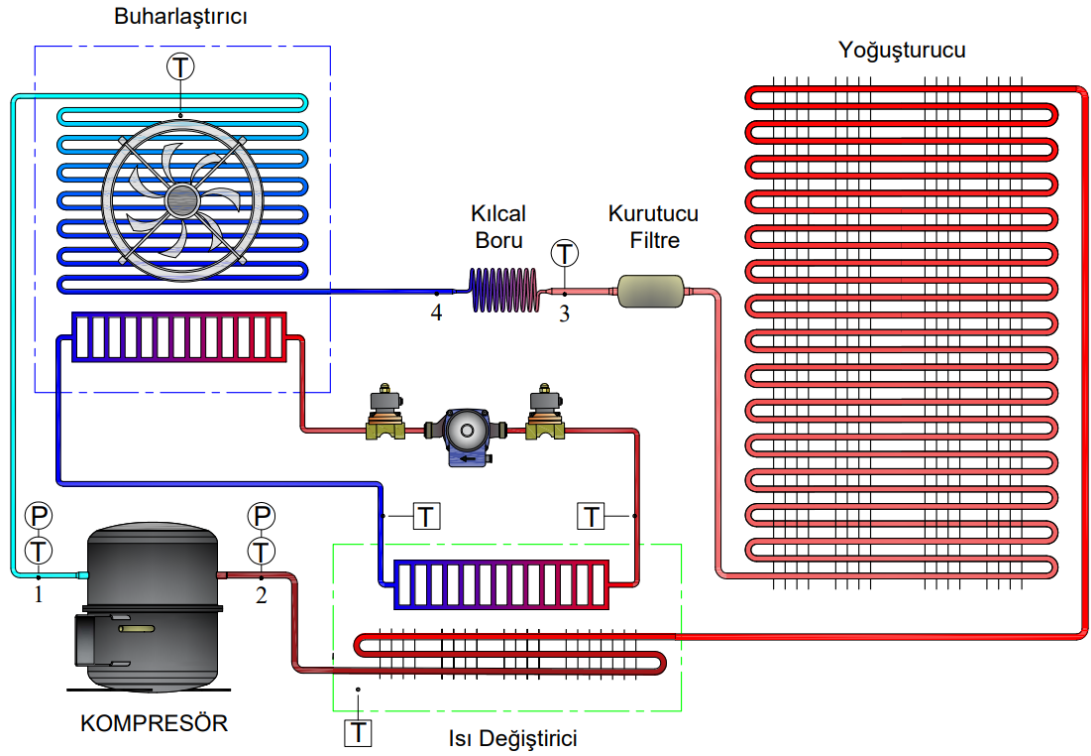 Buharlaştırıcı
Yoğuşturucu
T
Kılcal
Boru
Kurutucu
Filtre
T
4
3
P
T
1
P
T
2
T
T
T
KOMPRESÖR
Isı Değiştirici